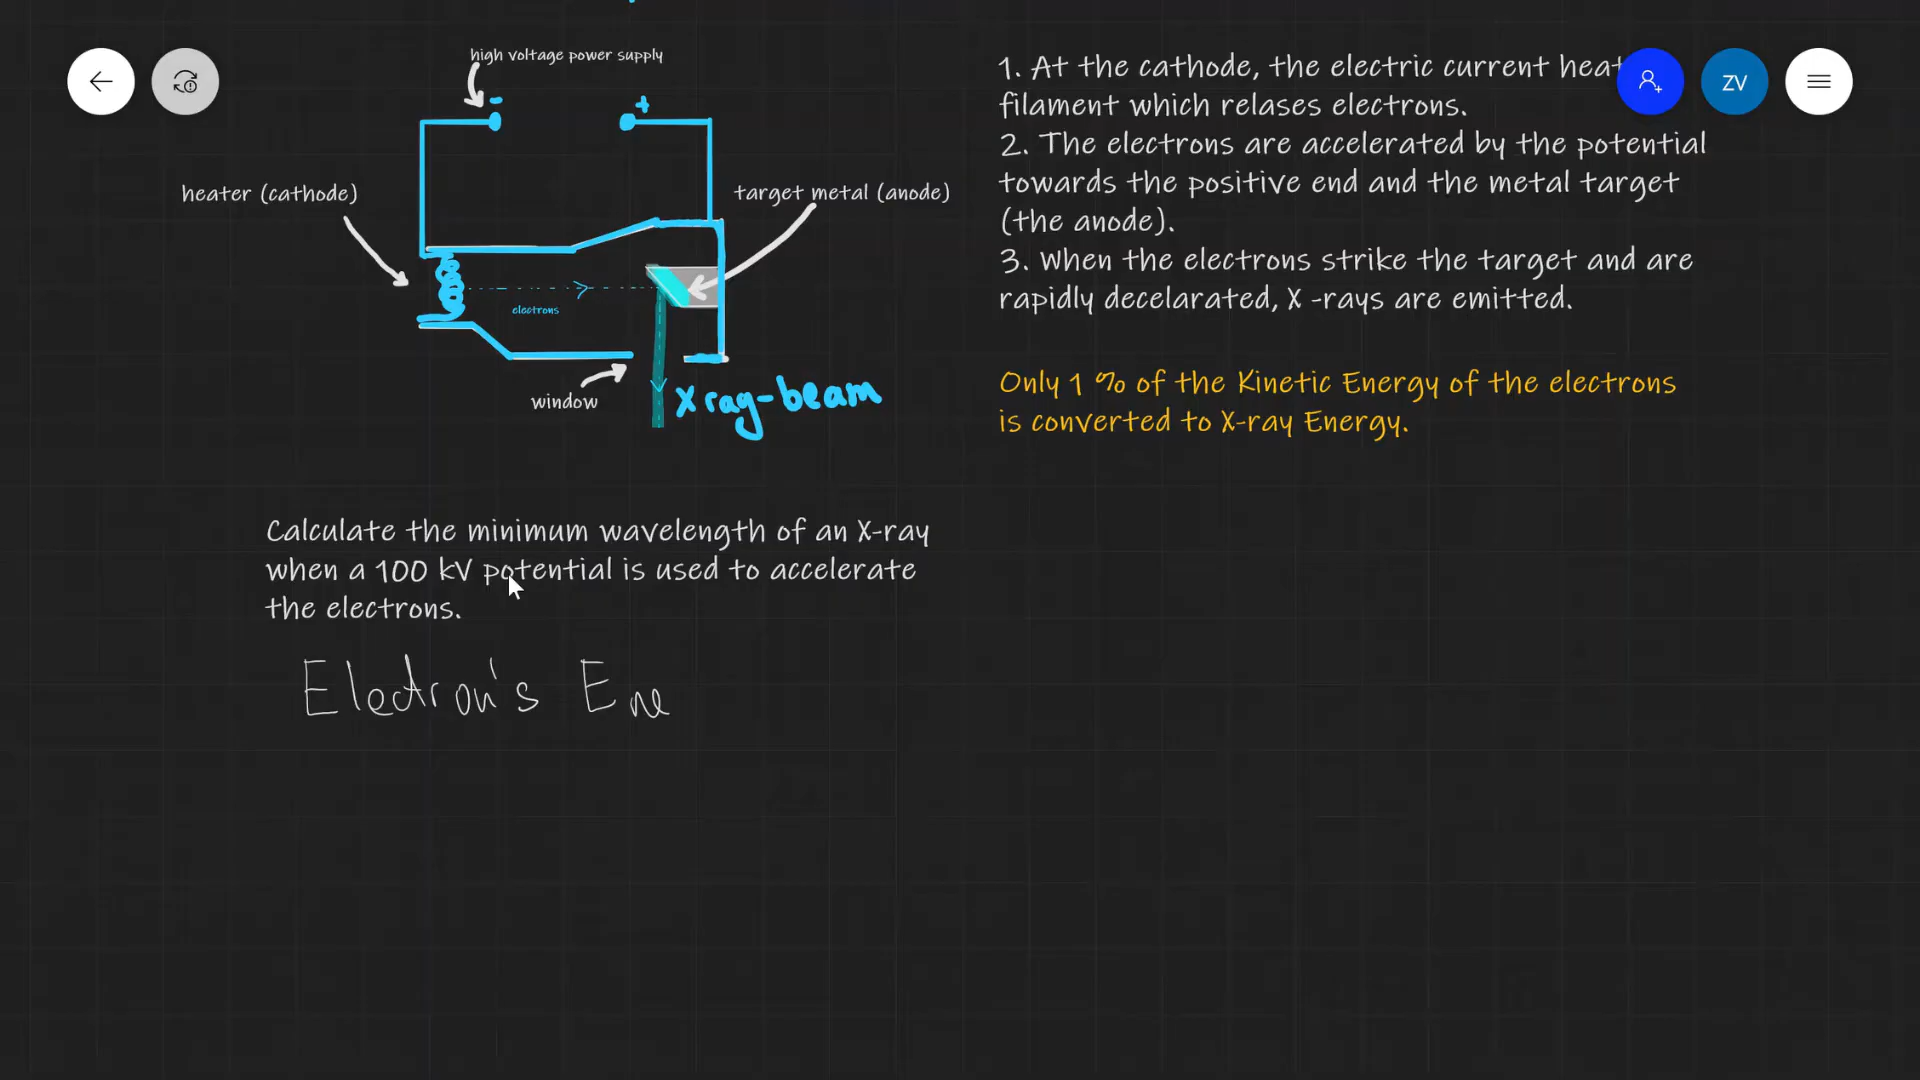 high voltage power supply
-
+
heater (cathode)
target metal (anode)
electrons
window
X ray-beam
1. At the cathode, the electric current heat
filament which relases electrons.
2. The electrons are accelerated by the potential
towards the positive end and the metal target
(the anode).
3. When the electrons strike the target and are
rapidly decelarated, X -rays are emitted.
Only 1 % of the Kinetic Energy of the electrons
is converted to X-ray Energy.
Calculate the minimum wavelength of an X-ray
when a 100 kV potential is used to accelerate
the electrons.
Electron's Ene
ZV